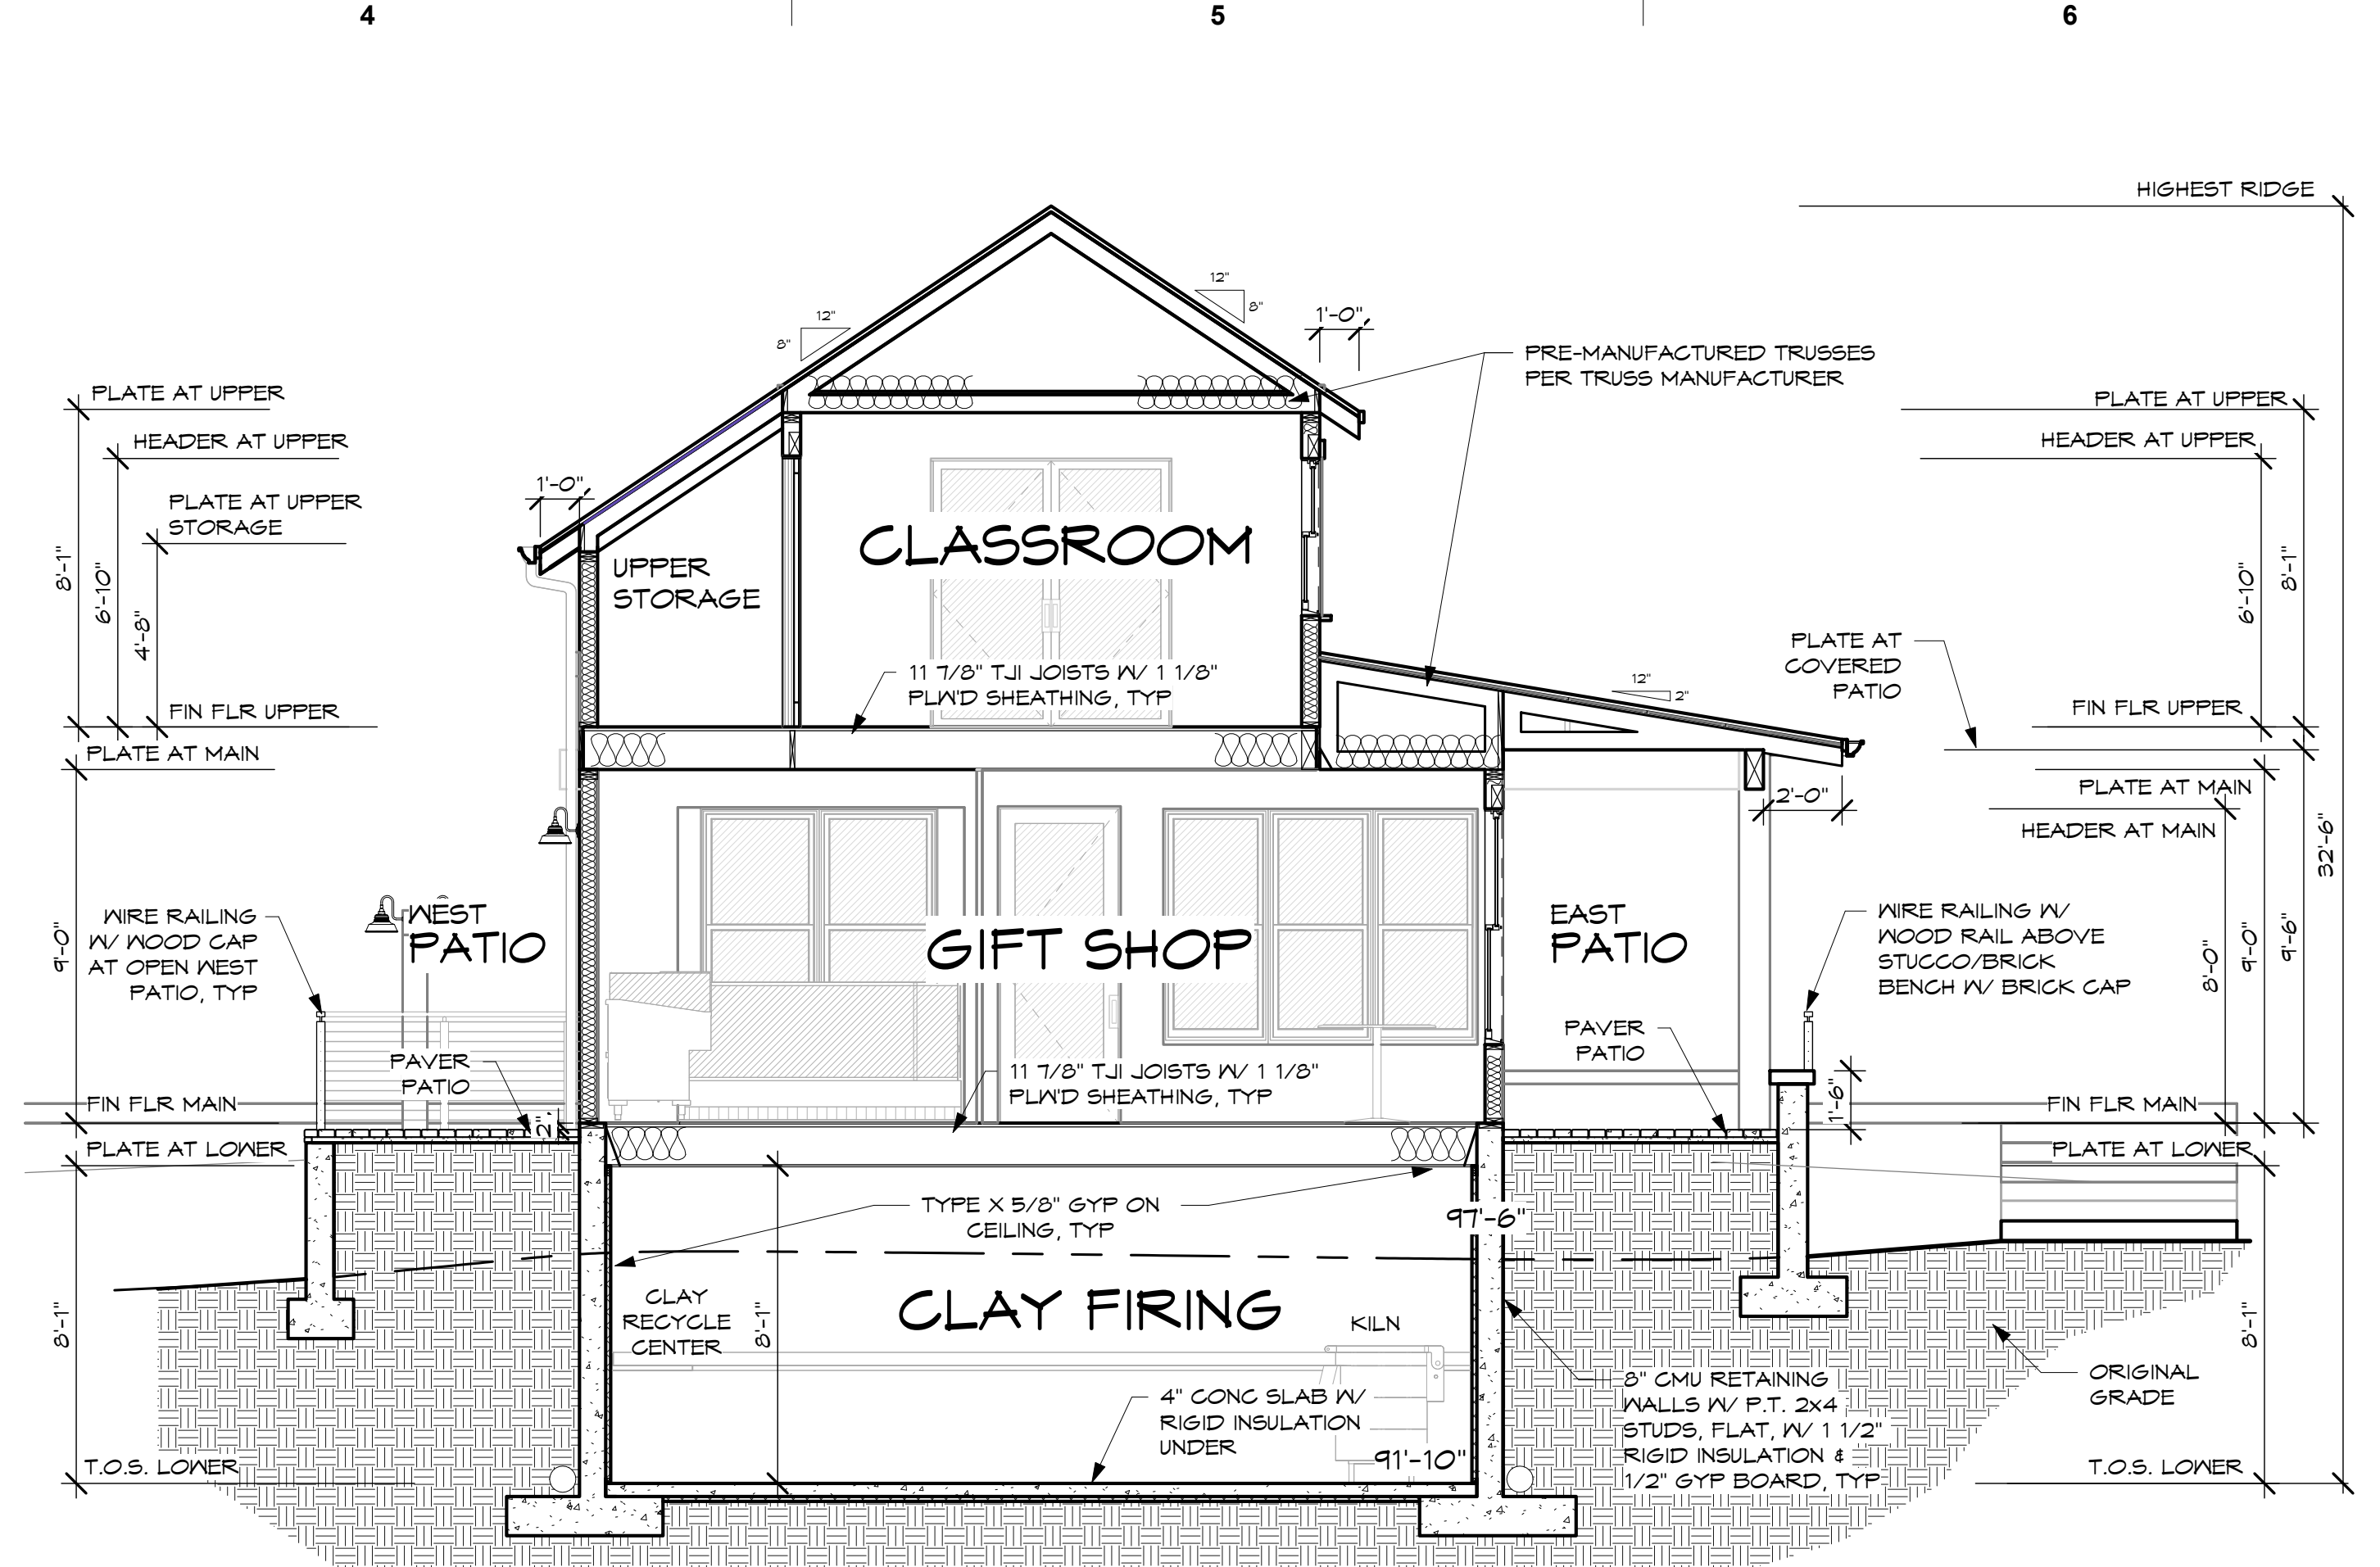 4
5
6
HIGHEST RIDGE
12"
8"
12"
8"
1'-0"
PRE-MANUFACTURED TRUSSES
PER TRUSS MANUFACTURER
PLATE AT UPPER
HEADER AT UPPER
PLATE AT UPPER
STORAGE
1'-0"
8'-1"
6'-10"
4'-8"
FIN FLR UPPER
PLATE AT MAIN
UPPER
STORAGE
CLASSROOM
11 7/8" TJI JOISTS W/ 1 1/8"
PLW'D SHEATHING, TYP
PLATE AT UPPER
HEADER AT UPPER
6'-10"
8'-1"
PLATE AT
COVERED
PATIO
12"
2"
FIN FLR UPPER
PLATE AT MAIN
HEADER AT MAIN
2'-0"
32'-6"
9'-0"
WIRE RAILING
W/ WOOD CAP
AT OPEN WEST
PATIO, TYP
WEST
PATIO
GIFT SHOP
EAST
PATIO
WIRE RAILING W/
WOOD RAIL ABOVE
STUCCO/BRICK
BENCH W/ BRICK CAP
8'-0"
9'-0"
9'-6"
PAVER
PATIO
PAVER
PATIO
11 7/8" TJI JOISTS W/ 1 1/8"
PLW'D SHEATHING, TYP
FIN FLR MAIN
2"
1'-6"
FIN FLR MAIN
PLATE AT LOWER
PLATE AT LOWER
TYPE X 5/8" GYP ON
CEILING, TYP
97'-6"
CLAY
RECYCLE
CENTER
8'-1"
CLAY FIRING
KILN
8'-1"
8'-1"
4" CONC SLAB W/
RIGID INSULATION
UNDER
91'-10"
8" CMU RETAINING
WALLS W/ P.T. 2x4
STUDS, FLAT, W/ 1 1/2"
RIGID INSULATION &
1/2" GYP BOARD, TYP
ORIGINAL
GRADE
T.O.S. LOWER
T.O.S. LOWER